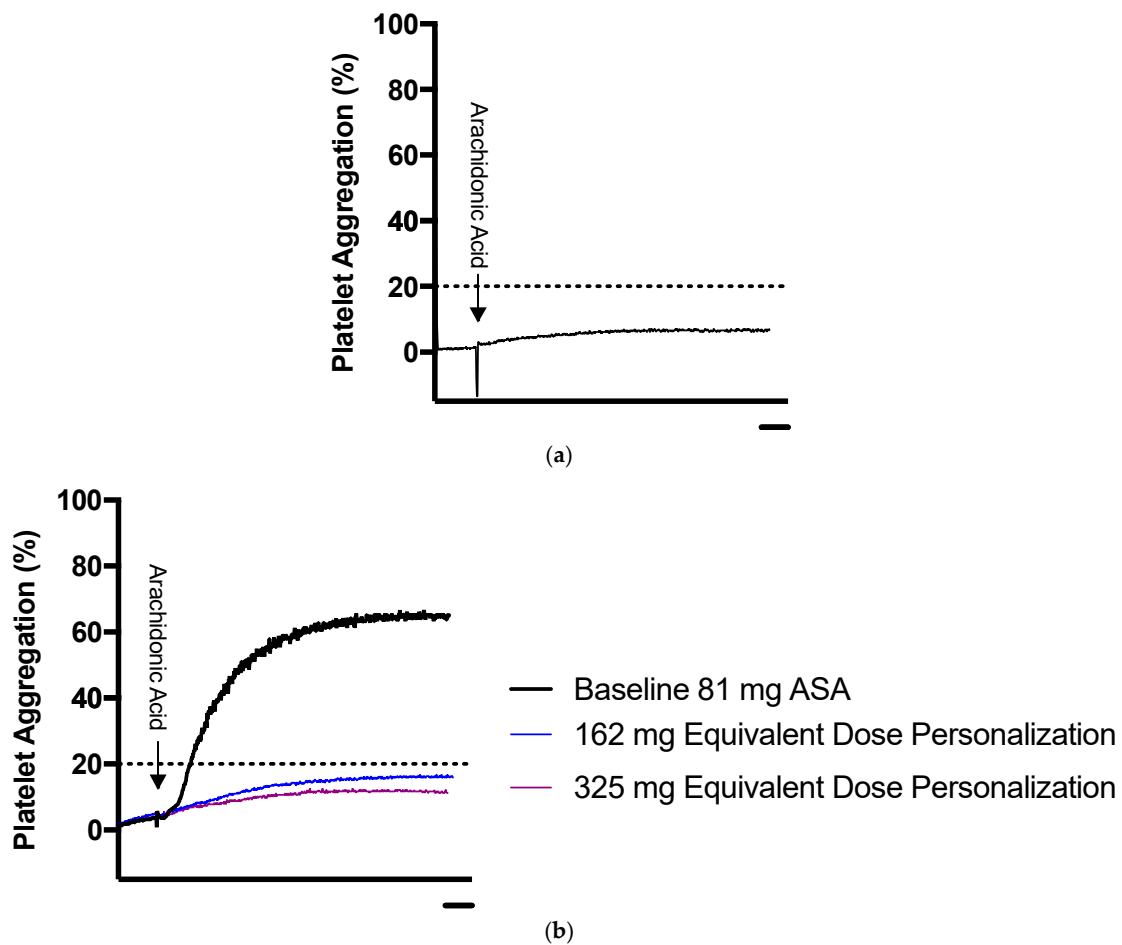 100
80
60
40
20
0
Platelet Aggregation (%)
Arachidonic Acid
(a)
100
80
60
40
20
0
Platelet Aggregation (%)
Arachidonic Acid
Baseline 81 mg ASA
162 mg Equivalent Dose Personalization
325 mg Equivalent Dose Personalization
(b)